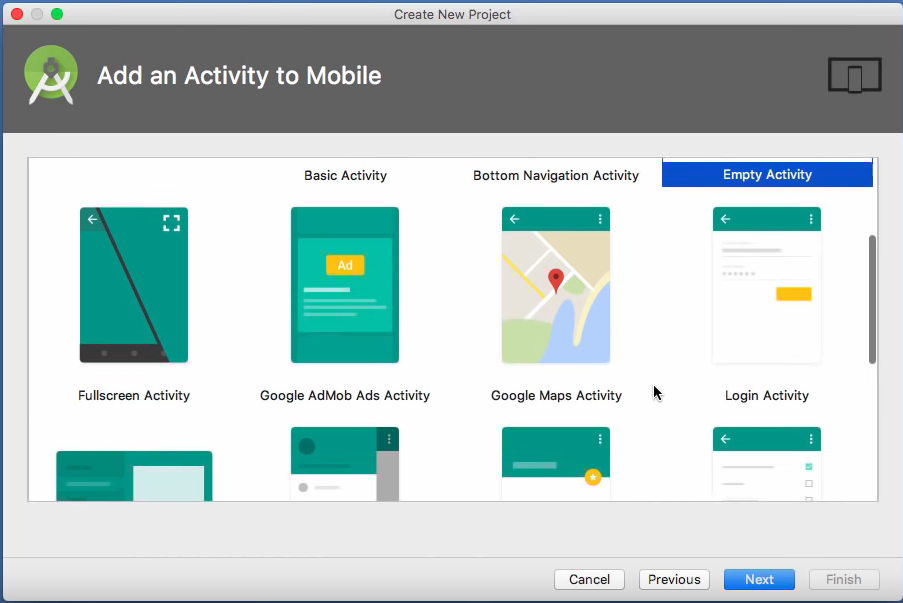 Create New Project
Add an Activity to Mobile
Basic Activity
Bottom Navigation Activity
Empty Activity
Ad
Fullscreen Activity
Google AdMob Ads Activity
Google Maps Activity
Login Activity
Cancel
Previous
Next
Finish